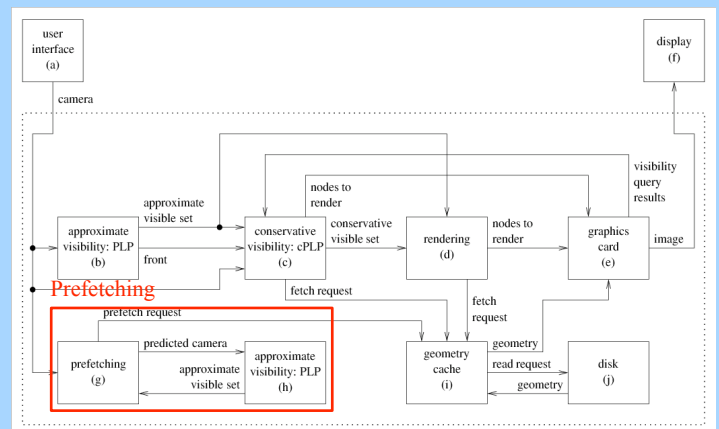 user
interface
(a)
display
(f)
camera
visibility
query
results
approximate
visible set
nodes to
render
approximate
visibility: PLP
(b)
front
conservative
visibility: cPLP
(c)
conservative
visible set
rendering
(d)
nodes to
render
graphics
card
(e)
image
Prefetching
fetch request
fetch
request
prefetch request
prefetching
(g)
predicted camera
approximate
visible set
approximate
visibility: PLP
(h)
geometry
cache
(i)
geometry
read request
geometry
disk
(j)